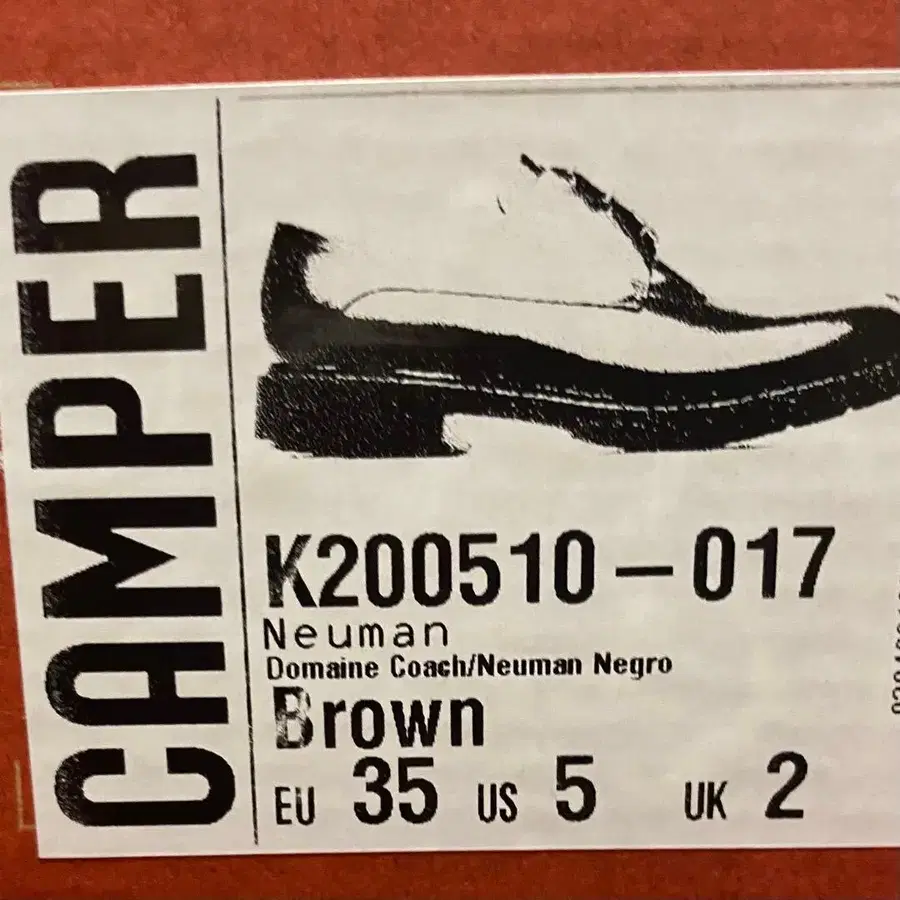 CAMPER
K200510-017
Neuman
Domaine Coach/Neuman Negro
Brown
EU 35 US 5 UK 2